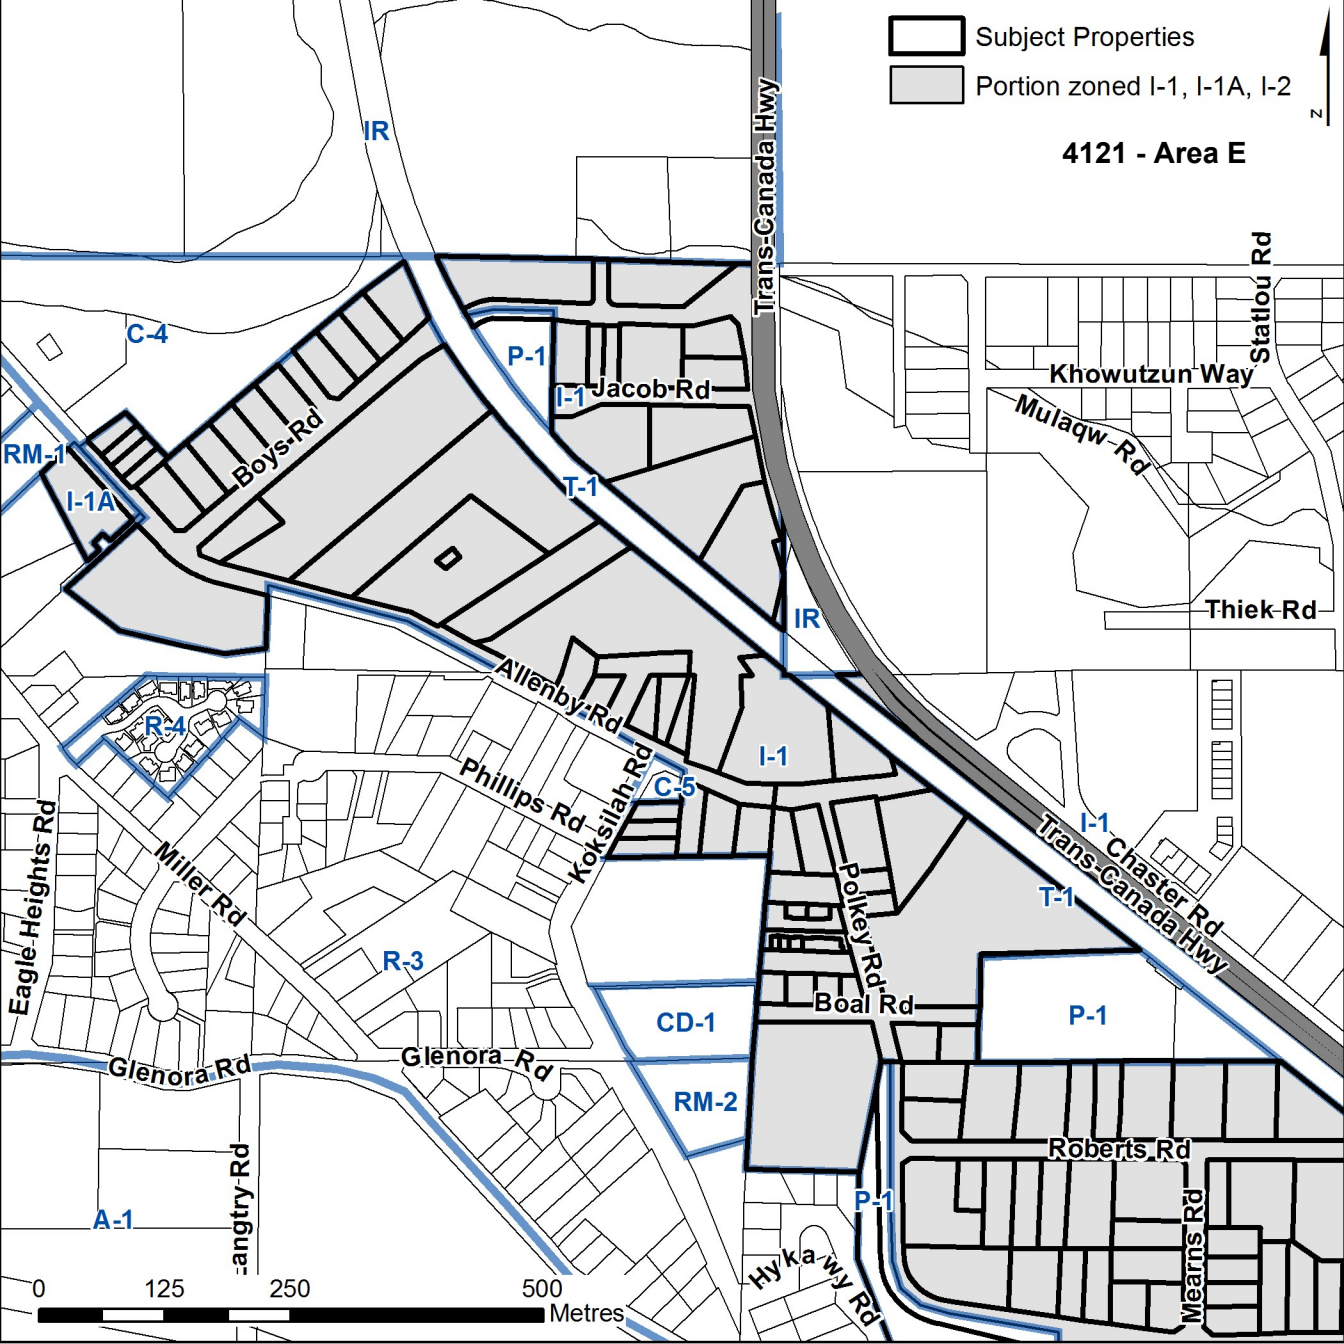 Subject Properties
Portion zoned I-1, I-1A, I-2
z
4121 - Area E
IR
Trans-Canada Hwy
Statlou Rd
C-4
P-1
I-1
Jacob Rd
Khowutzun Way
Mulaqw Rd
RM-1
Boys Rd
I-1A
T-1
IR
Thiek Rd
Allenby Rd
R-4
I-1
C-5
Phillips Rd
Koksilah Rd
Eagle Heights Rd
Miller Rd
I-1
Chaster Rd
Trans-Canada Hwy
T-1
Polkey Rd
R-3
Boal Rd
CD-1
P-1
Glenora Rd
Glenora Rd
RM-2
Roberts Rd
P-1
A-1
Langtry Rd
Mearns Rd
Hykawy Rd
0 125 250 500
Metres